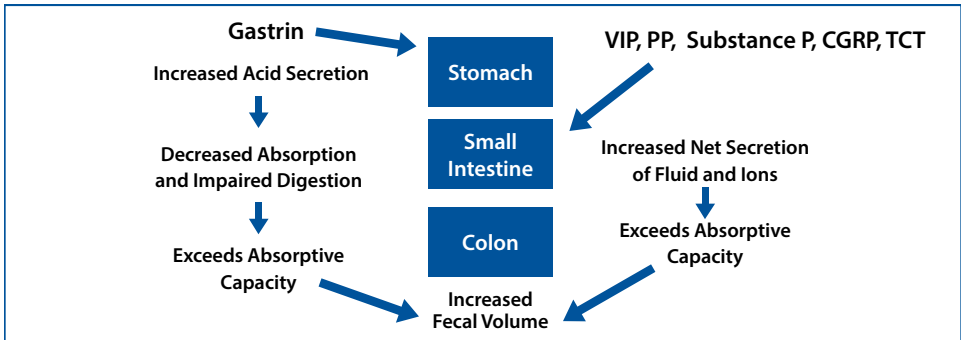 Gastrin
Increased Acid Secretion
Decreased Absorption
and Impaired Digestion
Exceeds Absorptive
Capacity
Stomach
Small
Intestine
Colon
Increased
Fecal Volume
VIP, PP, Substance P, CGRP, TCT
Increased Net Secretion
of Fluid and Ions
Exceeds Absorptive
Capacity